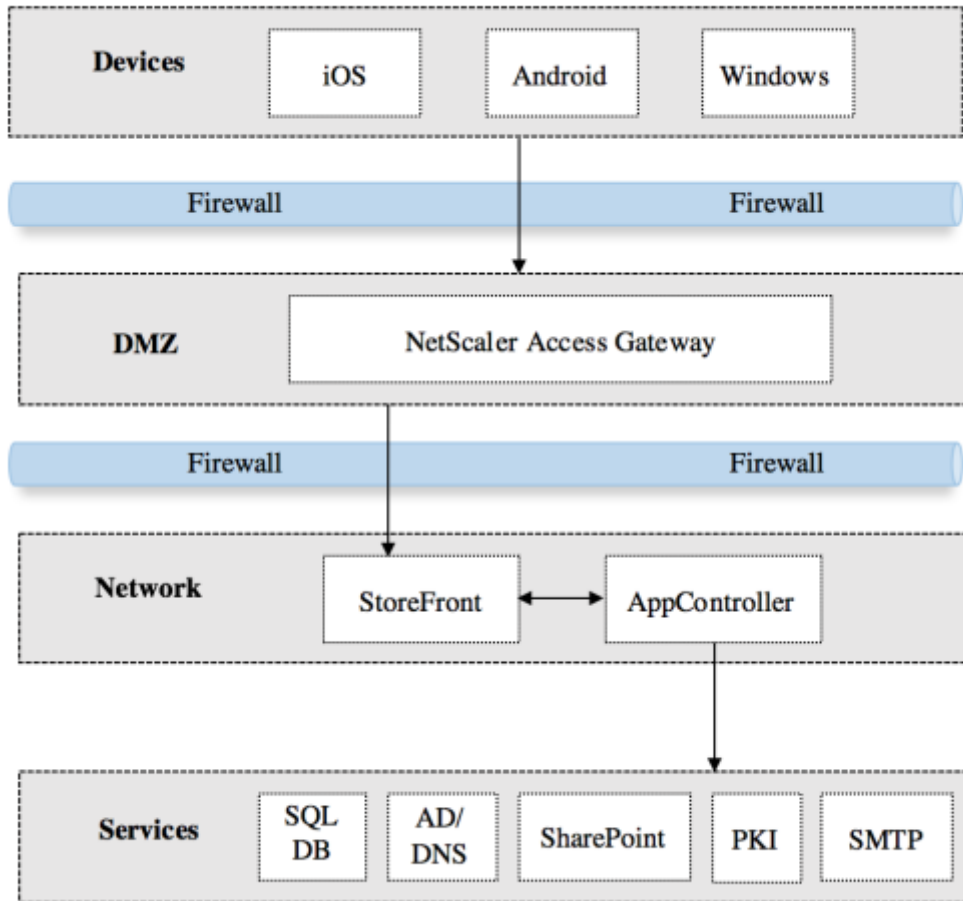 Devices
iOS
Android
Windows
Firewall
Firewall
DMZ
NetScaler Access Gateway
Firewall
Firewall
Network
StoreFront
AppController
Services
SQL
DB
AD/
DNS
SharePoint
PKI
SMTP